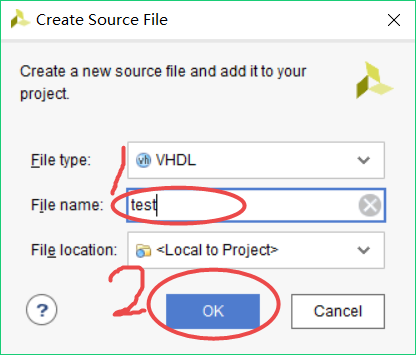 Create Source File
Create a new source file and add it to your
project.
File type: vh VHDL
1
File name: test
File location: <Local to Project>
2
? OK Cancel